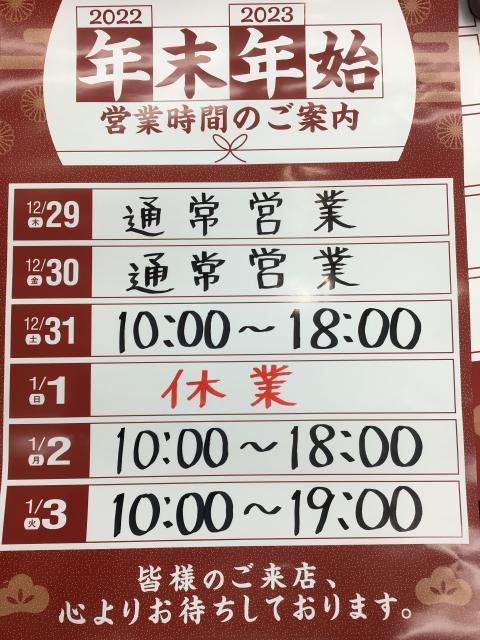 2022 2023
年末年始
営業時間のご案内
12/29 木 通常営業
12/30 金 通常営業
12/31 土 10:00～18:00
1/1 日 休業
1/2 月 10:00～18:00
1/3 火 10:00～19:00
皆様のご来店、
心よりお待ちしております。